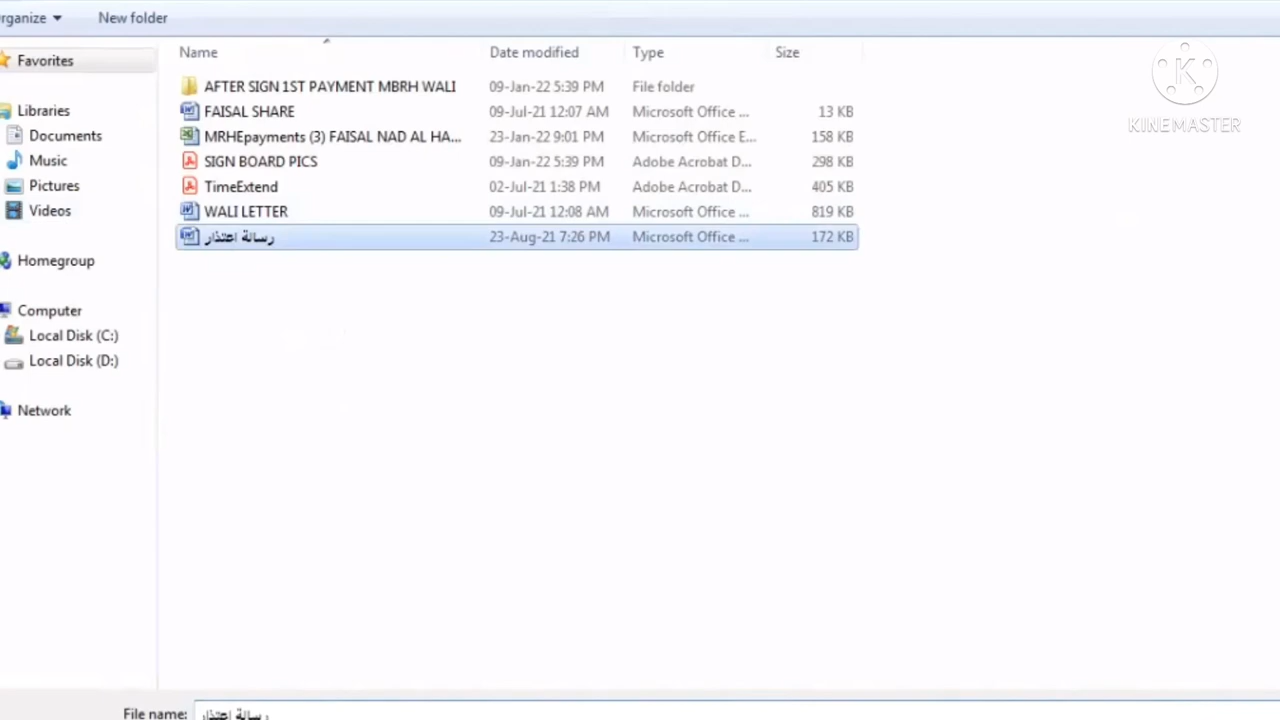 rganize New folder
Name Date modified Type Size
Favorites
AFTER SIGN 1ST PAYMENT MBRH WALI 09-Jan-22 5:39 PM File folder
Libraries
FAISAL SHARE 09-Jul-21 12:07 AM Microsoft Office ... 13 KB
Documents
MRHEpayments (3) FAISAL NAD AL HA... 23-Jan-22 9:01 PM Microsoft Office E... 158 KB
Music
SIGN BOARD PICS 09-Jan-22 5:39 PM Adobe Acrobat D... 298 KB
Pictures
TimeExtend 02-Jul-21 1:38 PM Adobe Acrobat D... 405 KB
Videos
WALI LETTER 09-Jul-21 12:08 AM Microsoft Office ... 819 KB
رسالة اعتذار 23-Aug-21 7:26 PM Microsoft Office ... 172 KB
Homegroup
Computer
Local Disk (C:)
Local Disk (D:)
Network
File name: رسالة اعتذار
KINEMASTER